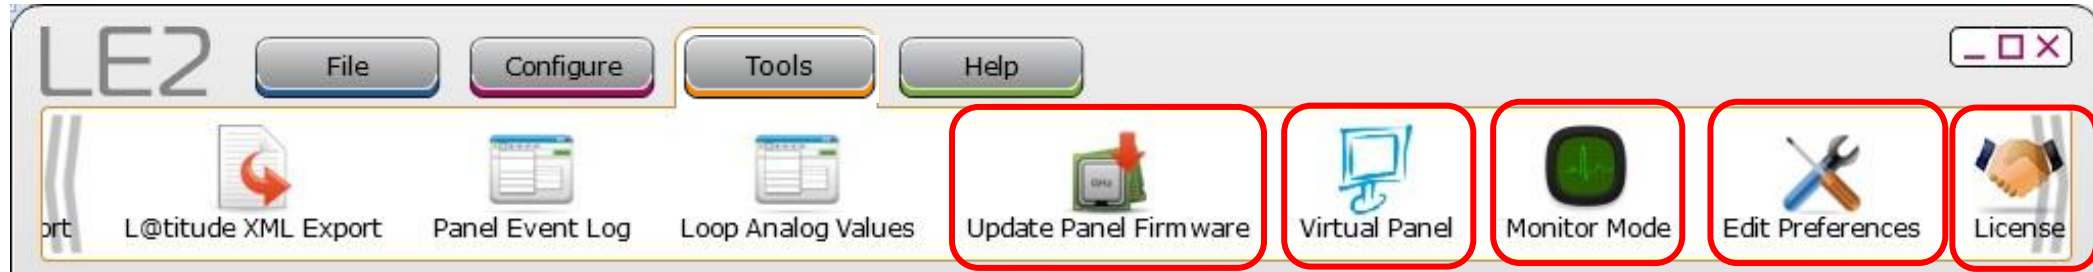 LE2
File
Configure
Tools
Help
ort
L@titude XML Export
Panel Event Log
Loop Analog Values
Update Panel Firmware
Virtual Panel
Monitor Mode
Edit Preferences
License